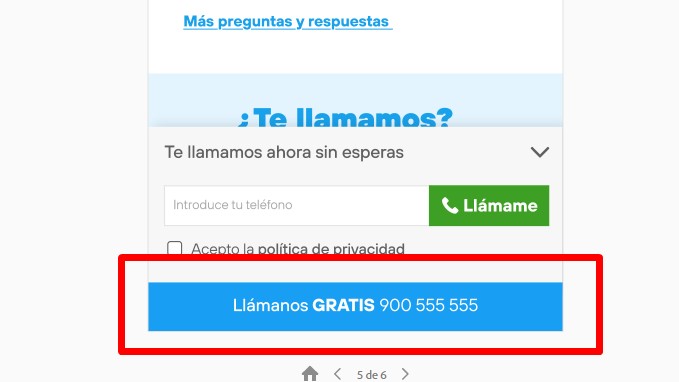 Más preguntas y respuestas
¿Te llamamos?
Te llamamos ahora sin esperas
Introduce tu teléfono
Llámame
Acepto la política de privacidad
Llámanos GRATIS 900 555 555
5 de 6